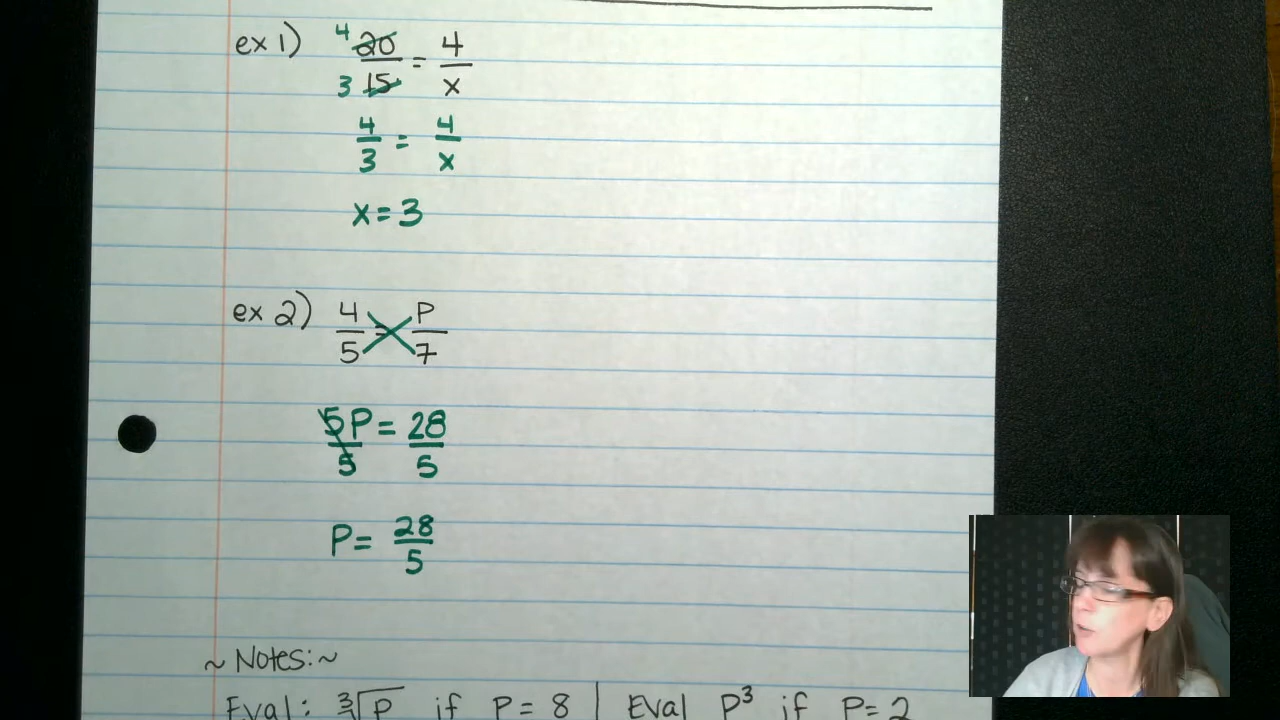 ex 1) 4 20/3 15 = 4/x
4/3 = 4/x
x = 3
ex 2) 4/5 = P/7
5P/5 = 28/5
P = 28/5
~ Notes: ~
Eval: ∛P if P = 8 | Eval P³ if P = 2